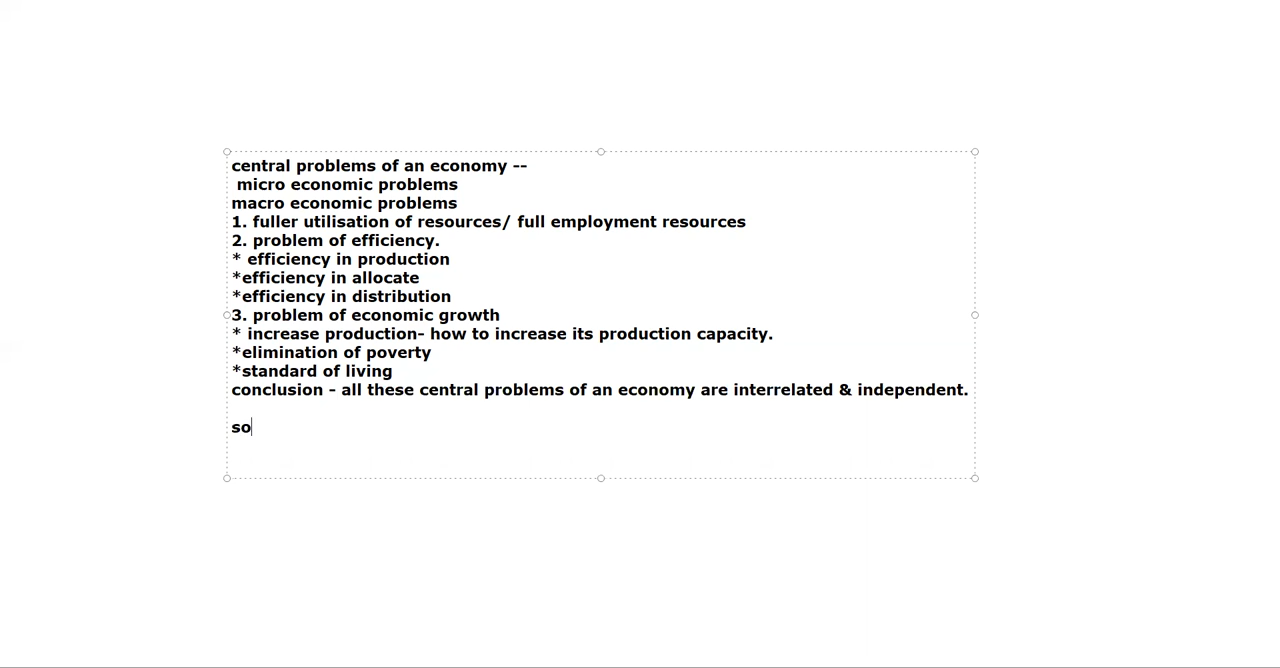 central problems of an economy --
micro economic problems
macro economic problems
1. fuller utilisation of resources/ full employment resources
2. problem of efficiency.
* efficiency in production
*efficiency in allocate
*efficiency in distribution
3. problem of economic growth
* increase production- how to increase its production capacity.
*elimination of poverty
*standard of living
conclusion - all these central problems of an economy are interrelated & independent.
so